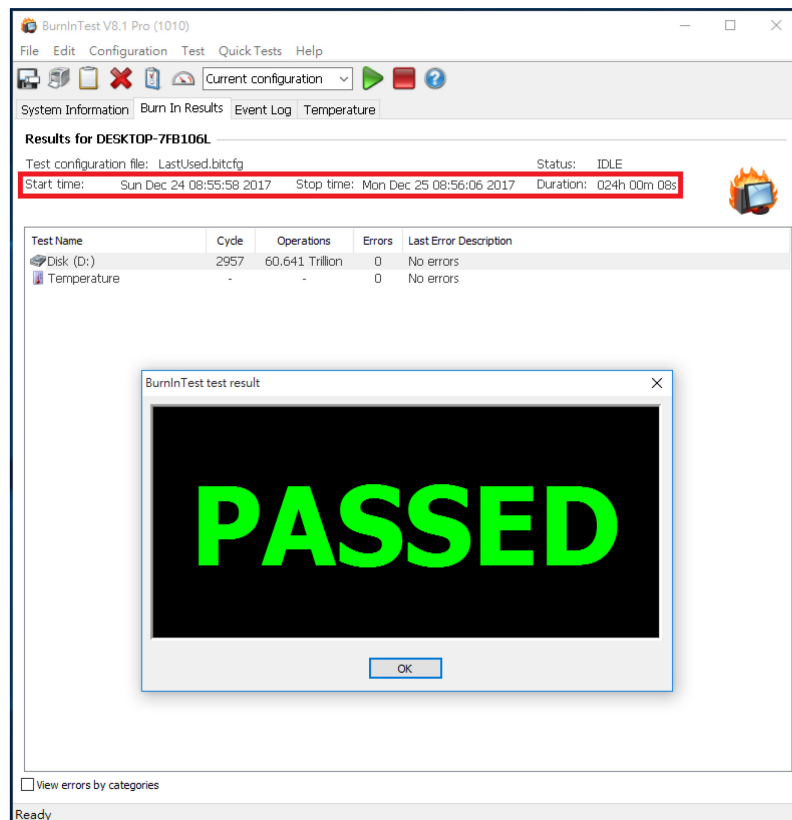 BurnInTest V8.1 Pro (1010)
File Edit Configuration Test Quick Tests Help
Current configuration
System Information Burn In Results Event Log Temperature
Results for DESKTOP-7FB106L
Test configuration file: LastUsed.bitcfg Status: IDLE
Start time: Sun Dec 24 08:55:58 2017 Stop time: Mon Dec 25 08:56:06 2017 Duration: 024h 00m 08s
Test Name Cycle Operations Errors Last Error Description
Disk (D:) 2957 60.641 Trillion 0 No errors
Temperature - - 0 No errors
BurnInTest test result
PASSED
OK
View errors by categories
Ready